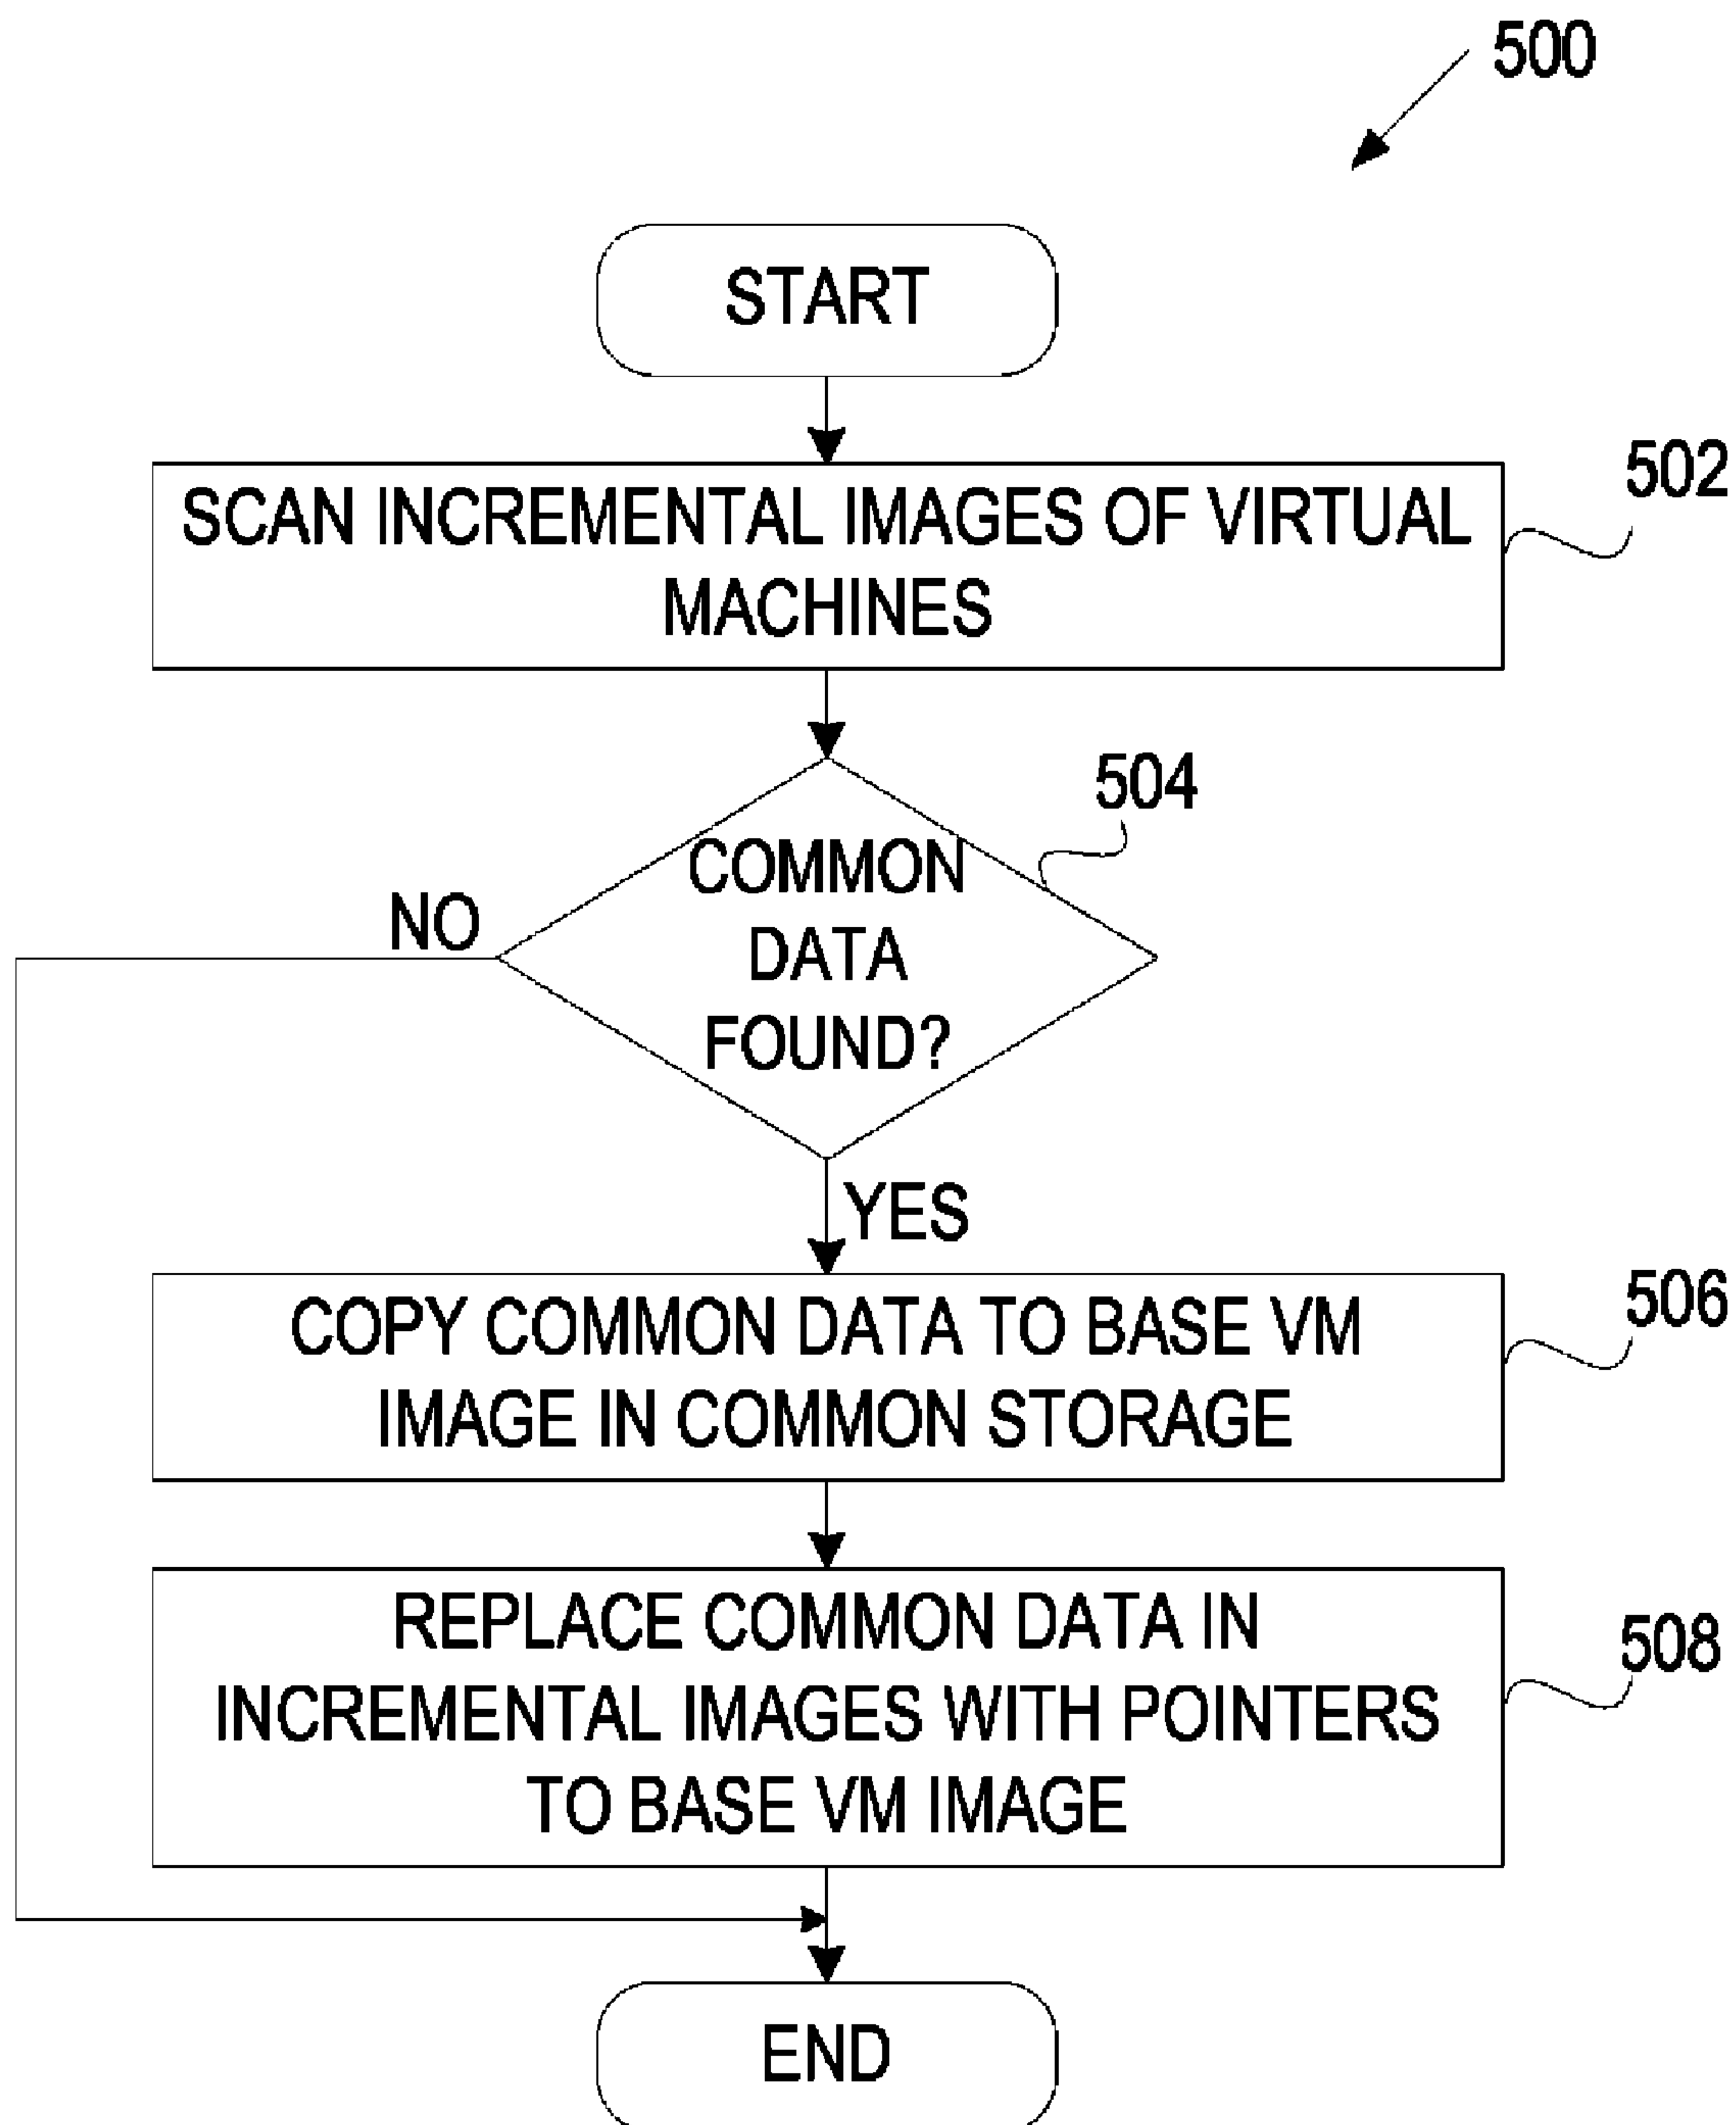 500
START
SCAN INCREMENTAL IMAGES OF VIRTUAL
MACHINES
502
504
COMMON
DATA
FOUND?
NO
YES
COPY COMMON DATA TO BASE VM
IMAGE IN COMMON STORAGE
506
REPLACE COMMON DATA IN
INCREMENTAL IMAGES WITH POINTERS
TO BASE VM IMAGE
508
END